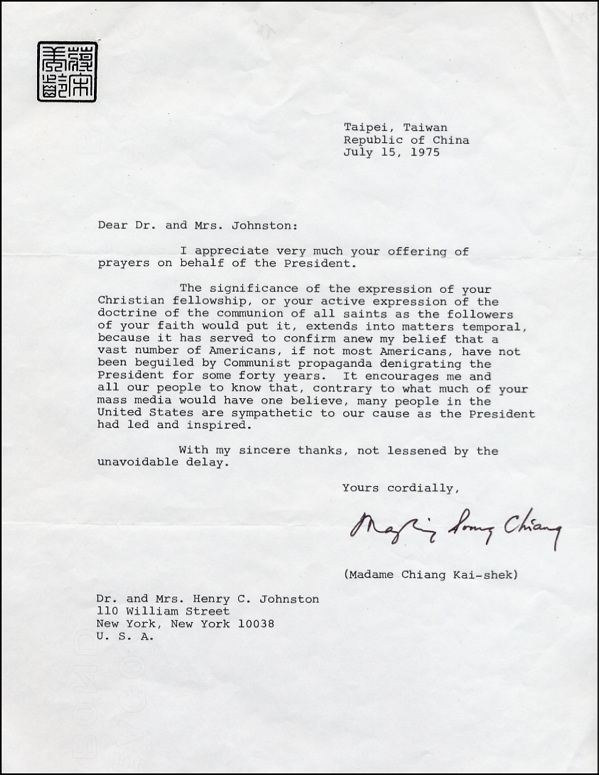 蔣宋
美齡
Taipei, Taiwan
Republic of China
July 15, 1975
Dear Dr. and Mrs. Johnston:
I appreciate very much your offering of
prayers on behalf of the President.
The significance of the expression of your
Christian fellowship, or your active expression of the
doctrine of the communion of all saints as the followers
of your faith would put it, extends into matters temporal,
because it has served to confirm anew my belief that a
vast number of Americans, if not most Americans, have not
been beguiled by Communist propaganda denigrating the
President for some forty years.  It encourages me and
all our people to know that, contrary to what much of your
mass media would have one believe, many people in the
United States are sympathetic to our cause as the President
had led and inspired.
With my sincere thanks, not lessened by the
unavoidable delay.
Yours cordially,
Mayling Soong Chiang
(Madame Chiang Kai-shek)
Dr. and Mrs. Henry C. Johnston
110 William Street
New York, New York 10038
U. S. A.